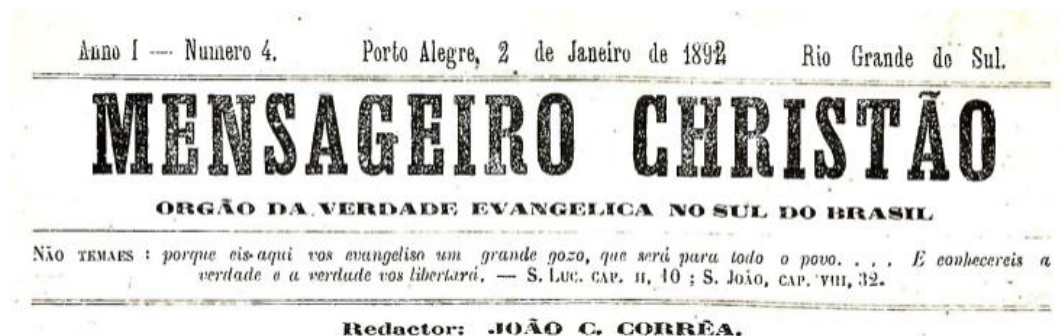 Anno I — Numero 4. Porto Alegre, 2 de Janeiro de 1892 Rio Grande do Sul.
MENSAGEIRO CHRISTÃO
ORGÃO DA VERDADE EVANGELICA NO SUL DO BRASIL
NÃO TEMAES : porque eis-aqui vos evangeliso um grande gozo, que será para todo o povo. . . . E conhecereis a
verdade e a verdade vos libertará. — S. LUC. CAP. II, 10 ; S. JOÃO, CAP. VIII, 32.
Redactor: JOÃO C. CORRÊA.